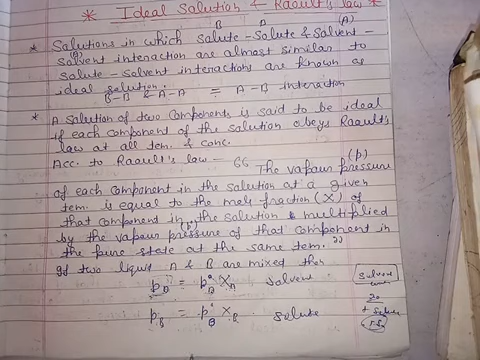 * Ideal Solution & Raoult's law *
B B (A)
* Solutions in which Solute-Solute & Solvent-
(A)
Solvent interaction are almost similar to
Solute-Solvent interactions are known as
ideal solution.
B-B & A-A = A-B interaction
* A solution of two components is said to be ideal
if each component of the solution obeys Raoult's
law at all tem. & conc.
Acc. to Raoult's law - 66 The vapour pressure (p)
of each component in the solution at a given
tem. is equal to the mole fraction (X) of
that component in the solution & multiplied
by the vapour pressure of that component in
the pure state at the same tem. "
If two liquid A & B are mixed then
= X solvent
= X solute
+ solute